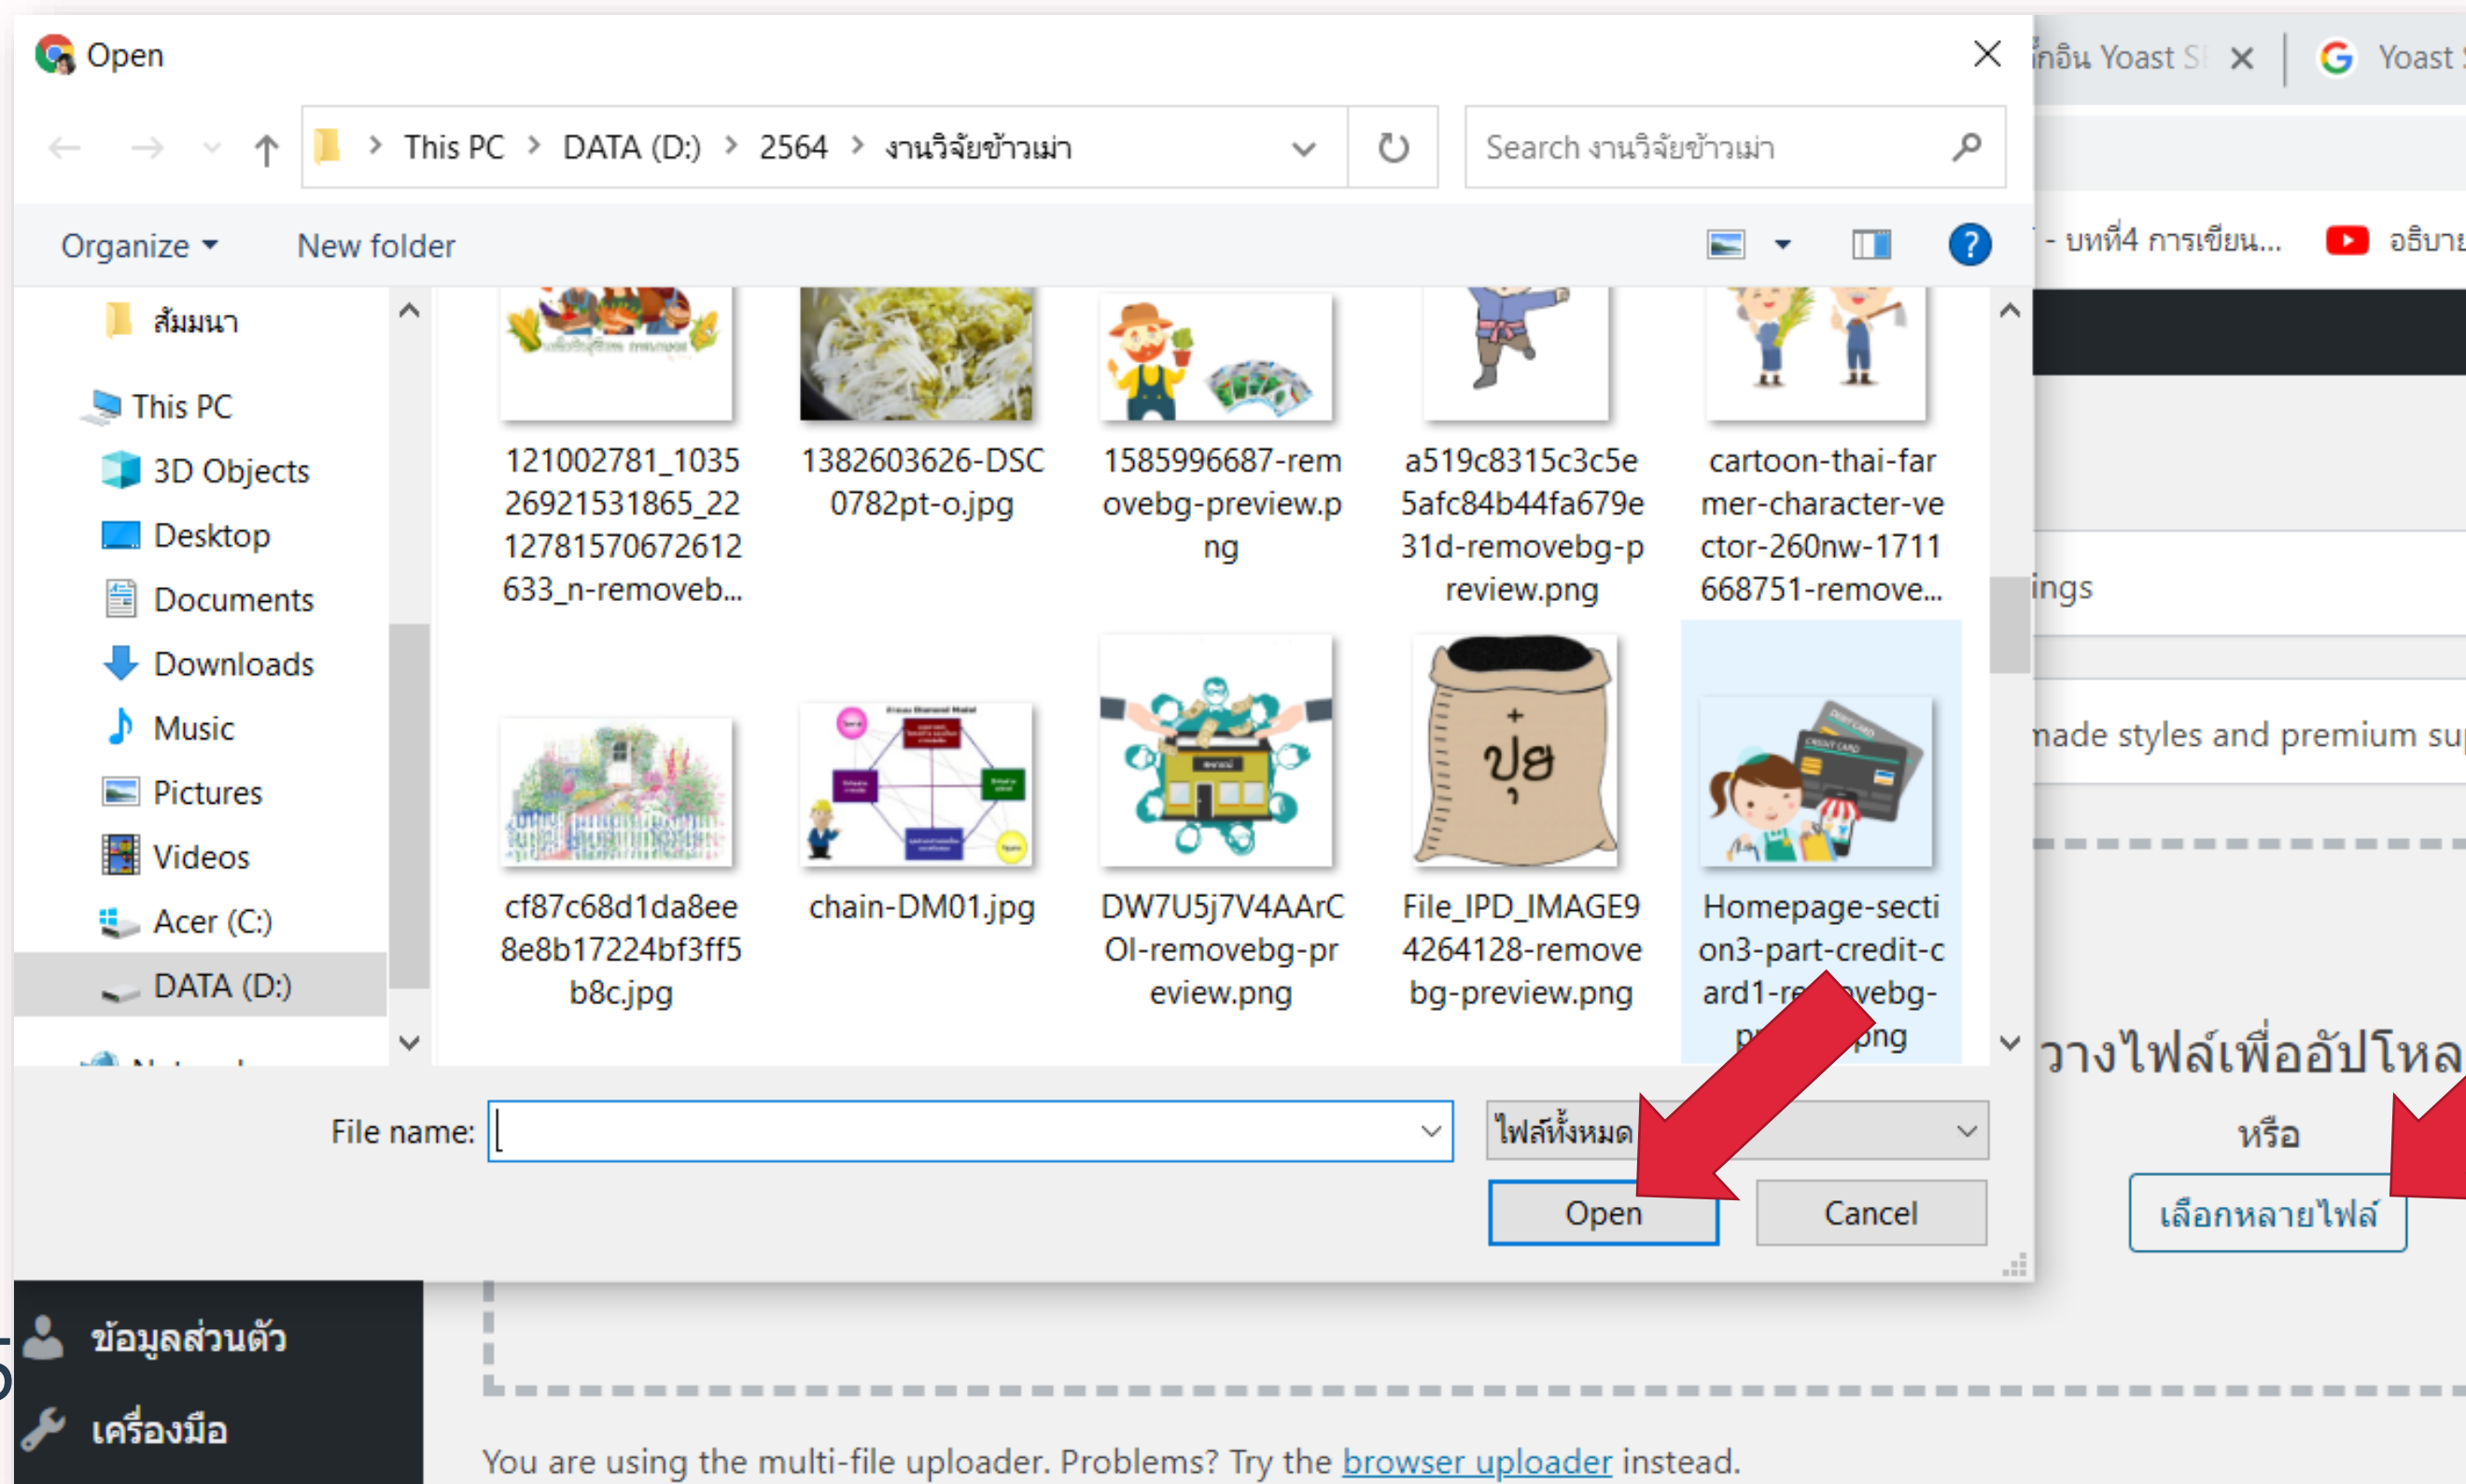 Open
กอิน Yoast S
Yoast
This PC > DATA (D:) > 2564 > งานวิจัยข้าวเม่า
Search งานวิจัยข้าวเม่า
Organize
New folder
- บทที่4 การเขียน...
อธิบาย
สัมมนา
This PC
3D Objects
Desktop
Documents
Downloads
Music
Pictures
Videos
Acer (C:)
DATA (D:)
121002781_1035
26921531865_22
12781570672612
633_n-removeb...
1382603626-DSC
0782pt-o.jpg
1585996687-rem
ovebg-preview.p
ng
a519c8315c3c5e
5afc84b44fa679e
31d-removebg-p
review.png
cartoon-thai-far
mer-character-ve
ctor-260nw-1711
668751-remove...
ปุ๋ย
DEBIT CARD
CREDIT CARD
cf87c68d1da8ee
8e8b17224bf3ff5
b8c.jpg
chain-DM01.jpg
DW7U5j7V4AArC
OI-removebg-pr
eview.png
File_IPD_IMAGE9
4264128-remove
bg-preview.png
Homepage-secti
on3-part-credit-c
ings
made styles and premium su
วางไฟล์เพื่ออัปโหล
หรือ
เลือกหลายไฟล์
File name:
ไฟล์ทั้งหมด
Open
Cancel
ข้อมูลส่วนตัว
เครื่องมือ
You are using the multi-file uploader. Problems? Try the browser uploader instead.